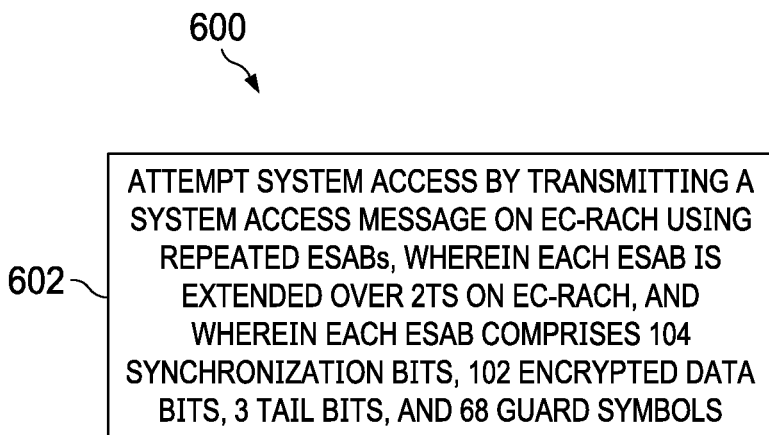 600
ATTEMPT SYSTEM ACCESS BY TRANSMITTING A
SYSTEM ACCESS MESSAGE ON EC-RACH USING
REPEATED ESABs, WHEREIN EACH ESAB IS
602
EXTENDED OVER 2TS ON EC-RACH, AND
WHEREIN EACH ESAB COMPRISES 104
SYNCHRONIZATION BITS, 102 ENCRYPTED DATA
BITS, 3 TAIL BITS, AND 68 GUARD SYMBOLS